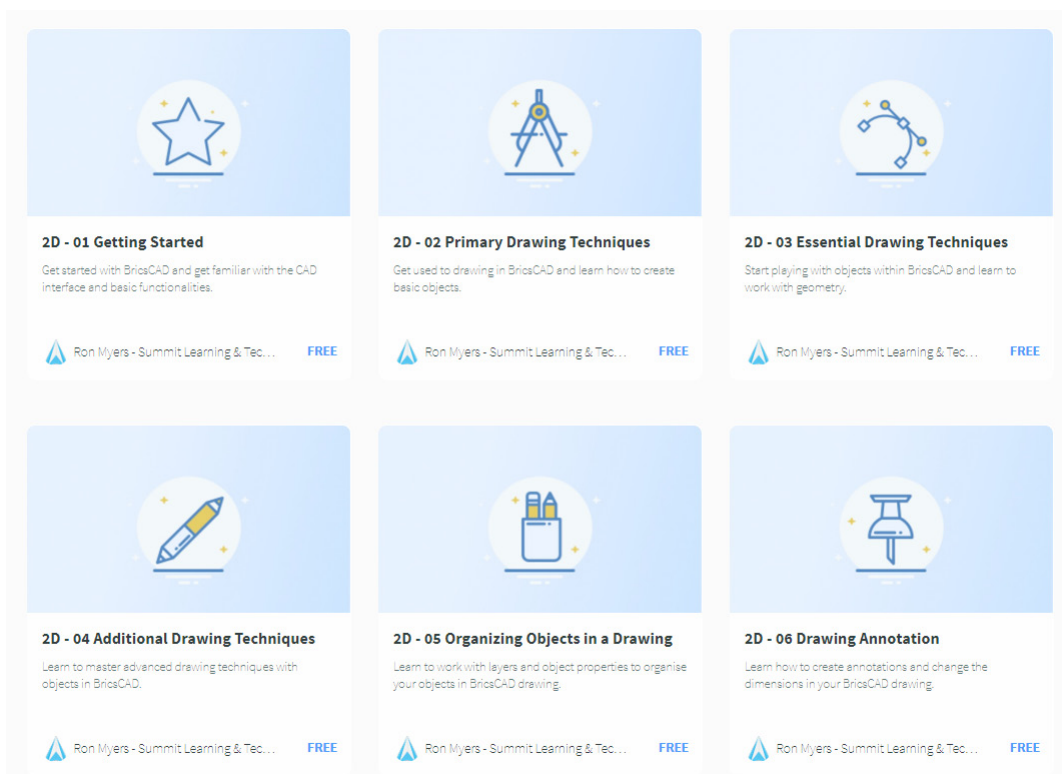 2D - 01 Getting Started
Get started with BricsCAD and get familiar with the CAD
interface and basic functionalities.
Ron Myers - Summit Learning & Tec...
FREE
2D - 02 Primary Drawing Techniques
Get used to drawing in BricsCAD and learn how to create
basic objects.
Ron Myers - Summit Learning & Tec...
FREE
2D - 03 Essential Drawing Techniques
Start playing with objects within BricsCAD and learn to
work with geometry.
Ron Myers - Summit Learning & Tec...
FREE
2D - 04 Additional Drawing Techniques
Learn to master advanced drawing techniques with
objects in BricsCAD.
Ron Myers - Summit Learning & Tec...
FREE
2D - 05 Organizing Objects in a Drawing
Learn to work with layers and object properties to organise
your objects in BricsCAD drawing.
Ron Myers - Summit Learning & Tec...
FREE
2D - 06 Drawing Annotation
Learn how to create annotations and change the
dimensions in your BricsCAD drawing.
Ron Myers - Summit Learning & Tec...
FREE